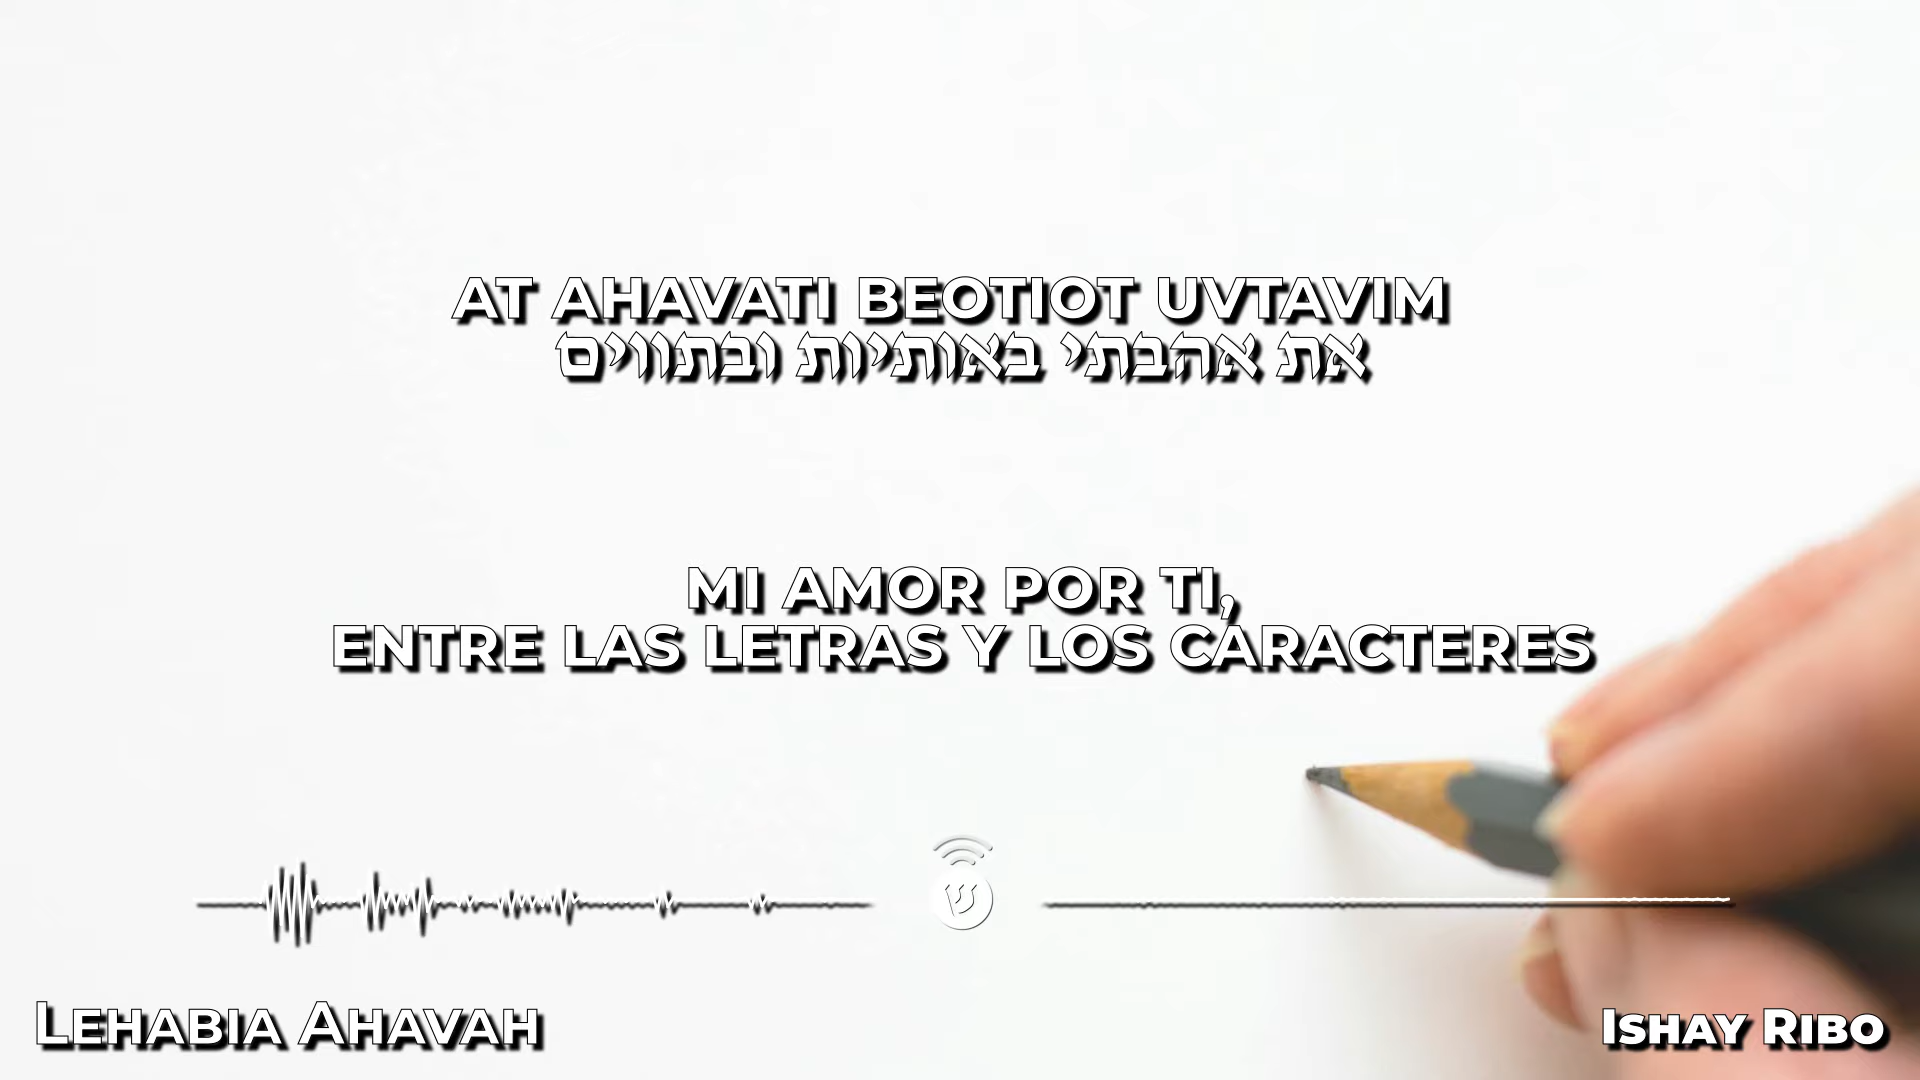 AT AHAVATI BEOTIOT UVTAVIM
את אהבתי באותיות ובתווים
MI AMOR POR TI,
ENTRE LAS LETRAS Y LOS CARACTERES
ש
LEHABIA AHAVAH
ISHAY RIBO